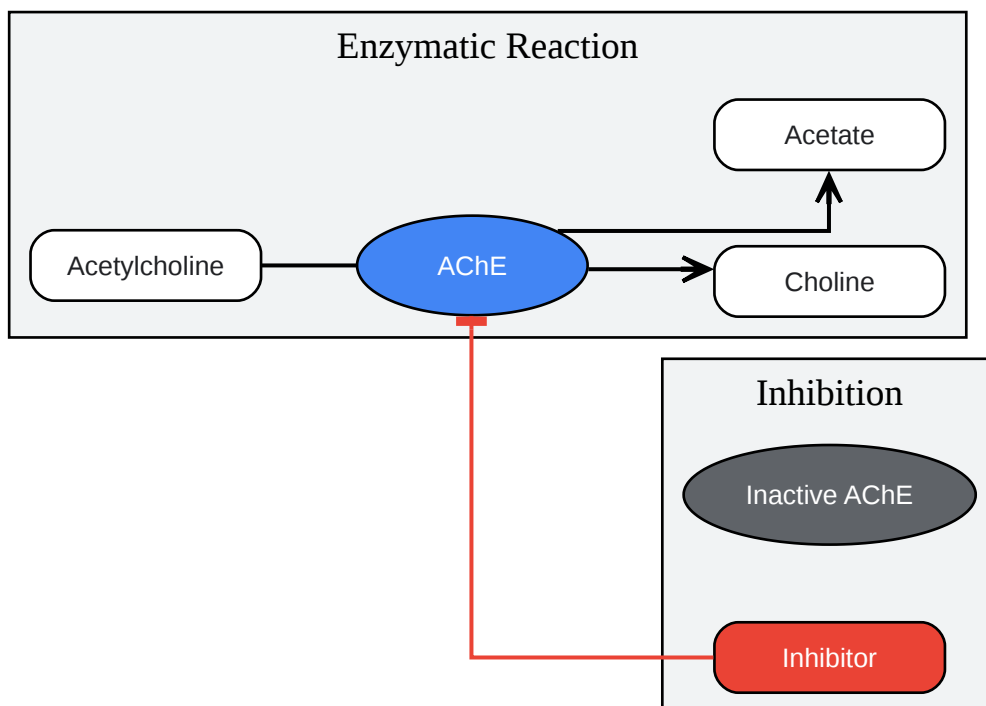 Enzymatic Reaction
Acetate
Acetylcholine
AChE
Choline
Inhibition
Inactive AChE
Inhibitor